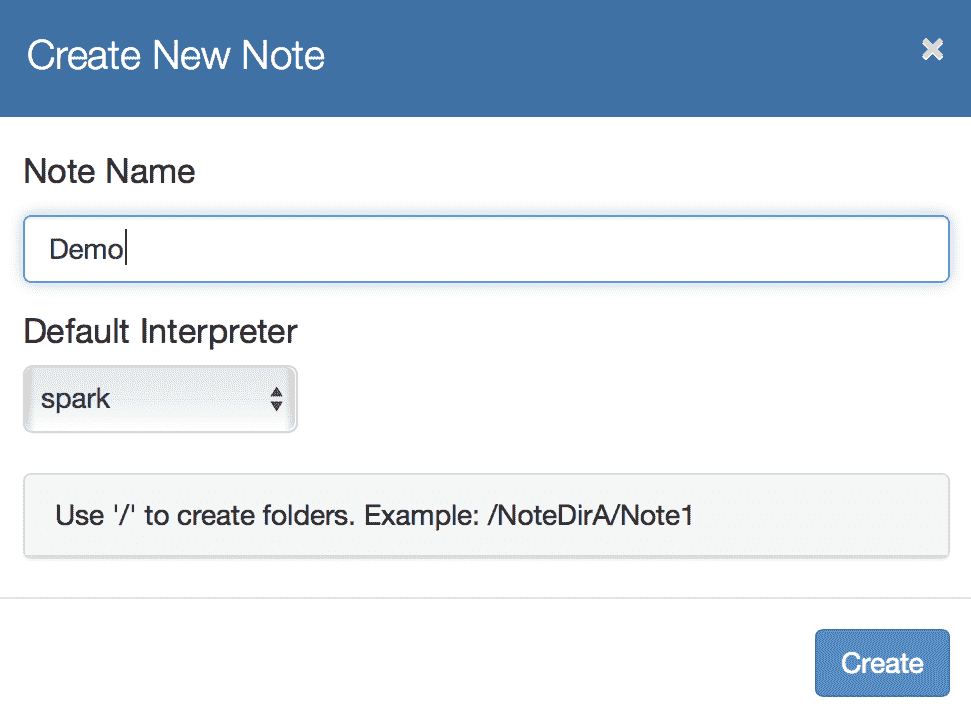 Create New Note
Note Name
Demo
Default Interpreter
spark
Use '/' to create folders. Example: /NoteDirA/Note1
Create